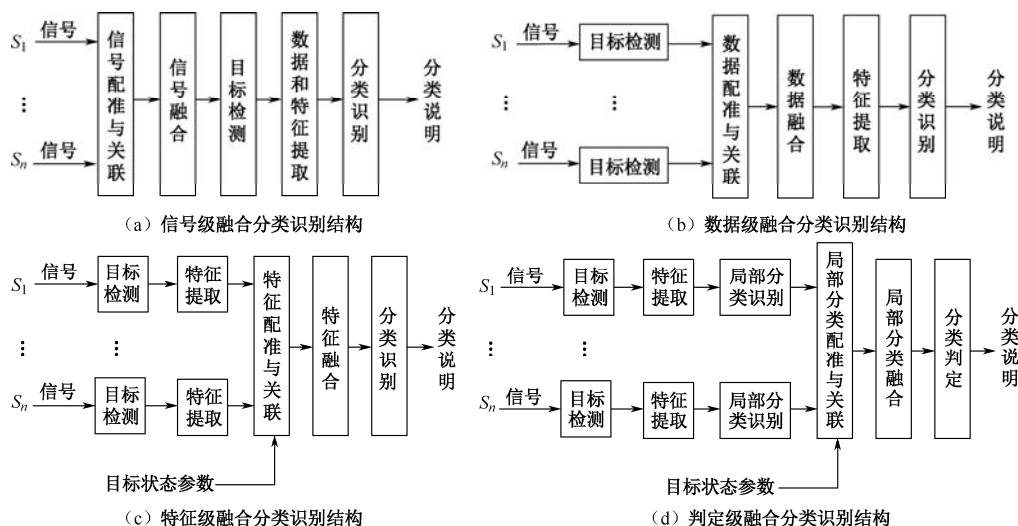 S1 信号
…
Sn 信号
信号配准与关联
信号融合
目标检测
数据和特征提取
分类识别
分类说明
(a) 信号级融合分类识别结构
S1 信号 目标检测
… …
Sn 信号 目标检测
数据配准与关联
数据融合
特征提取
分类识别
分类说明
(b) 数据级融合分类识别结构
S1 信号 目标检测 特征提取
… …
Sn 信号 目标检测 特征提取
特征配准与关联
特征融合
分类识别
分类说明
目标状态参数
(c) 特征级融合分类识别结构
S1 信号 目标检测 特征提取 局部分类识别
… …
Sn 信号 目标检测 特征提取 局部分类识别
局部分类配准与关联
局部分类融合
分类判定
分类说明
目标状态参数
(d) 判定级融合分类识别结构